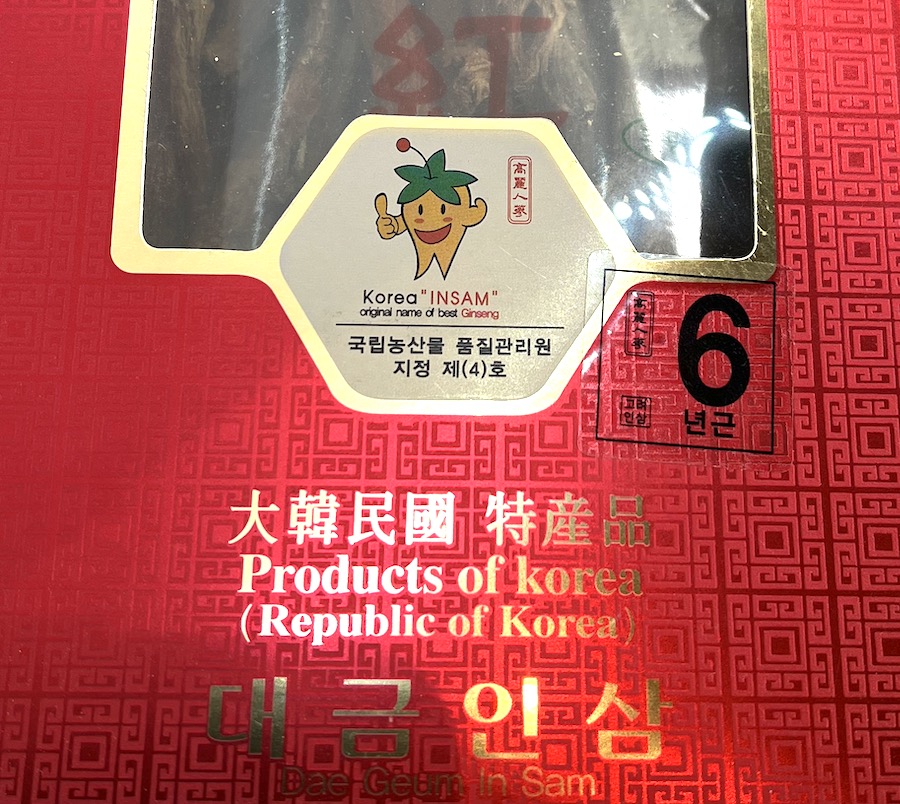 紅
高麗人蔘
Korea "INSAM"
original name of best Ginseng
국립농산물 품질관리원
지정 제(4)호
高麗人蔘
6
년근
고려
인삼
大韓民國 特産品
Products of korea
(Republic of Korea)
대금인삼
Dae Geum In Sam